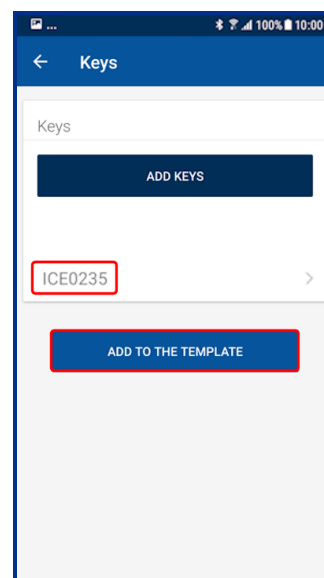 ... 100% 10:00
Keys
Keys
ADD KEYS
ICE0235
ADD TO THE TEMPLATE